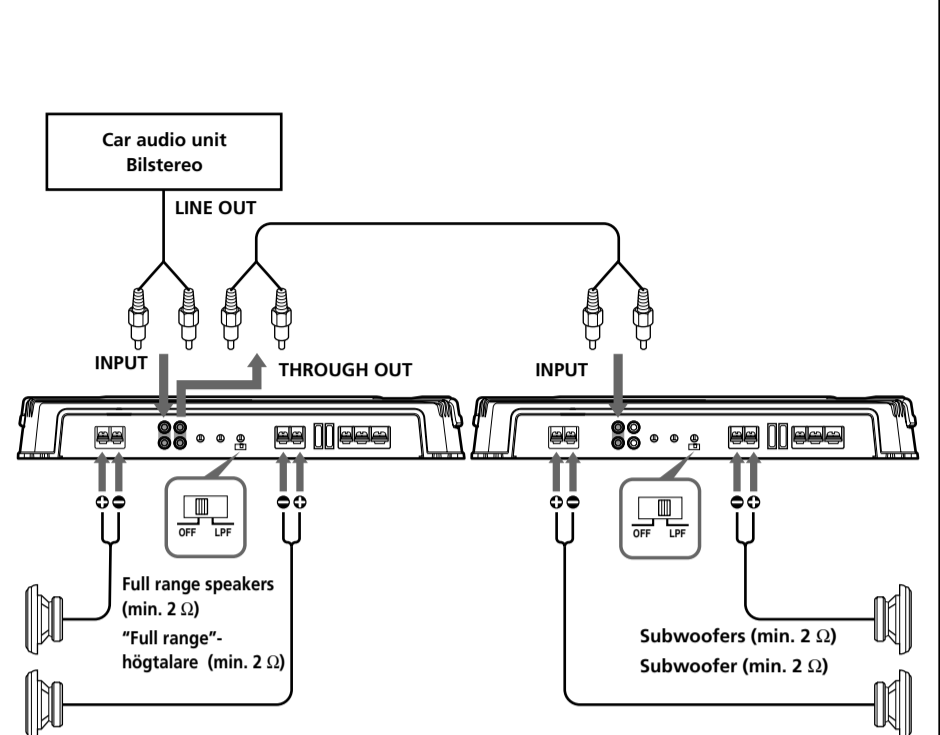 Car audio unit
Bilstereo
LINE OUT
INPUT
THROUGH OUT
INPUT
OFF LPF
OFF LPF
Full range speakers
(min. 2 Ω)
“Full range”-
högtalare (min. 2 Ω)
Subwoofers (min. 2 Ω)
Subwoofer (min. 2 Ω)